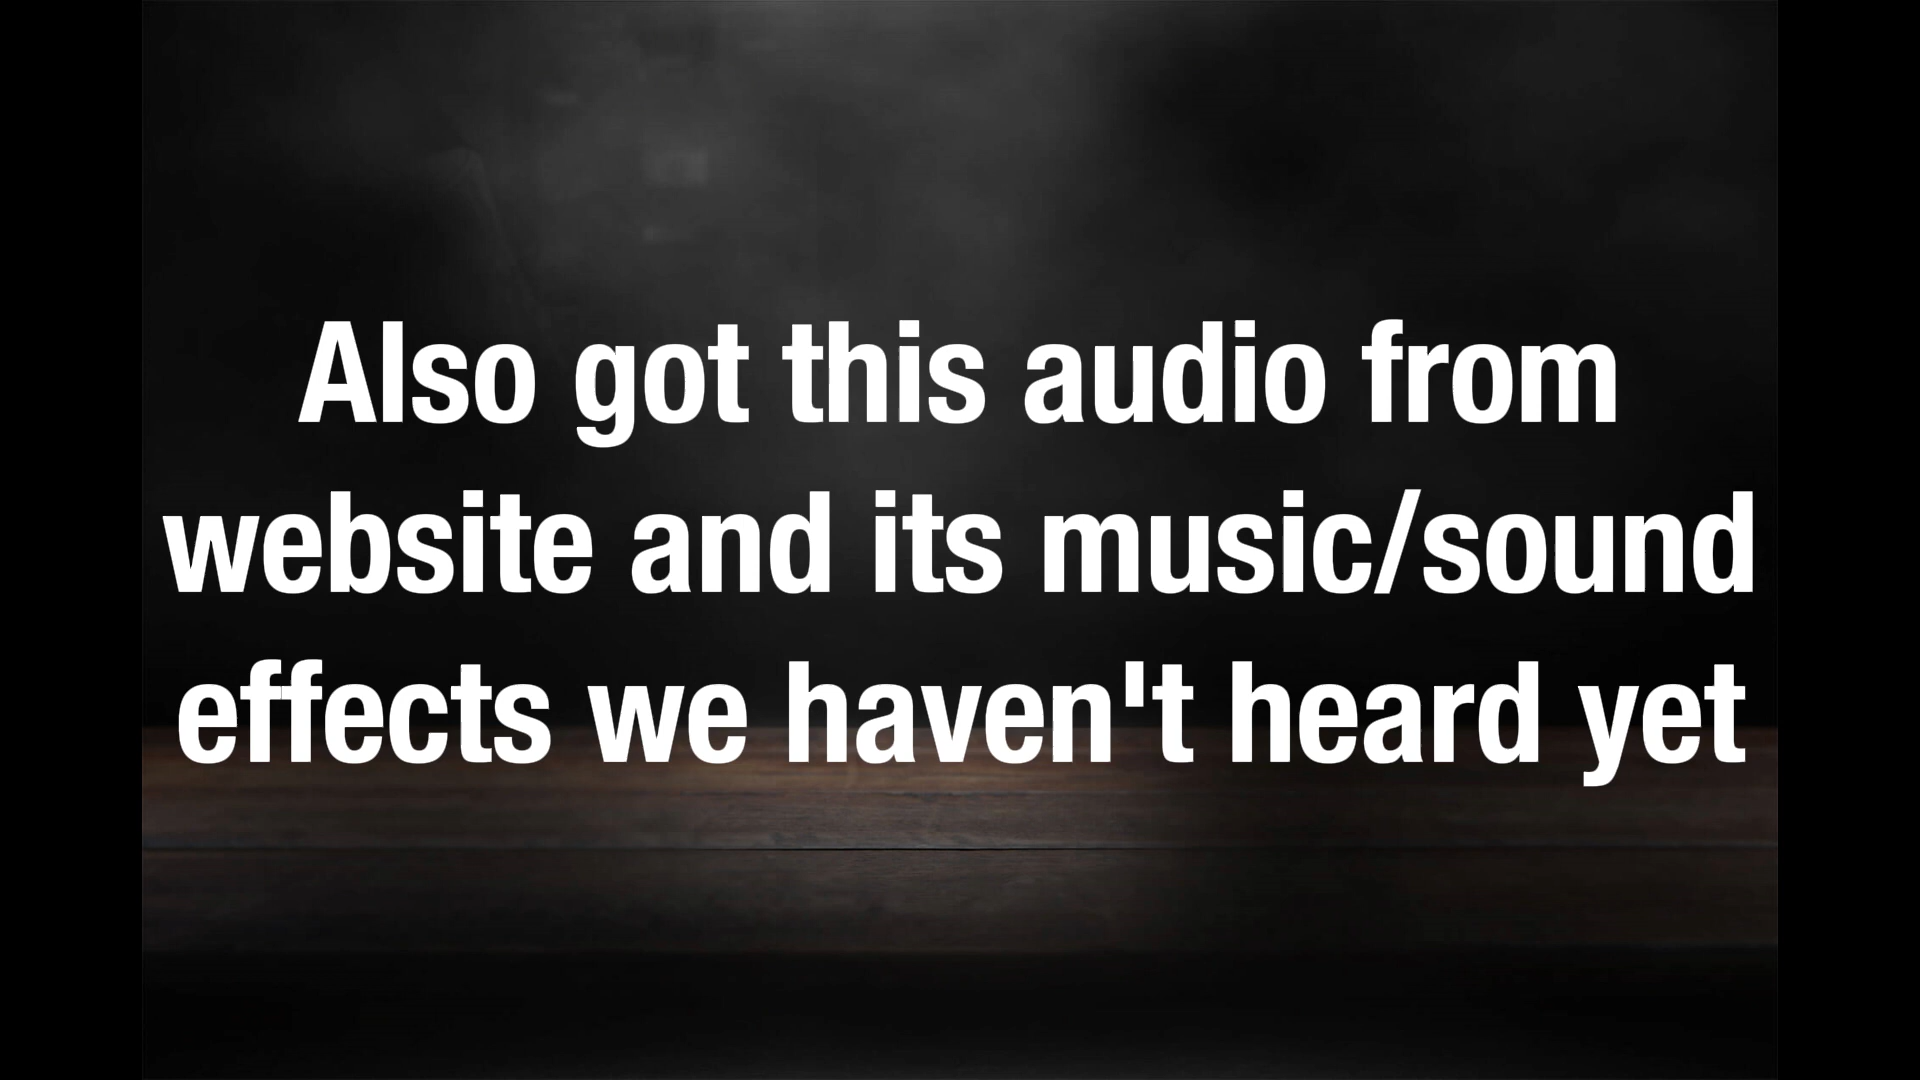 Also got this audio from
website and its music/sound
effects we haven't heard yet